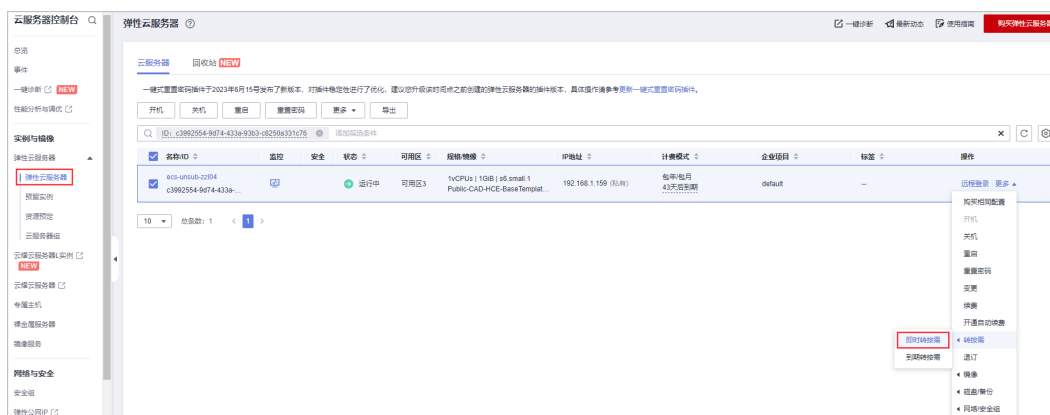 云服务器控制台
弹性云服务器
一键诊断
最新动态
使用指南
购买弹性云服务器
总览
事件
一键诊断 NEW
性能分析与调优
实例与镜像
弹性云服务器
弹性云服务器
预留实例
资源预定
云服务器组
云耀云服务器L实例
NEW
云耀云服务器
专属主机
裸金属服务器
镜像服务
网络与安全
安全组
弹性公网IP
云服务器 回收站 NEW
一键式重置密码插件于2023年6月15号发布了新版本，对插件稳定性进行了优化，建议您升级该时间点之前创建的弹性云服务器的插件版本，具体操作请参考更新一键式重置密码插件。
开机 关机 重启 重置密码 更多 导出
ID: c3992554-9d74-433a-93b3-c8250a331c76 添加筛选条件
名称/ID 监控 安全 状态 可用区 规格/镜像 IP地址 计费模式 企业项目 标签 操作
ecs-unsub-zzl04
c3992554-9d74-433a-...
运行中 可用区3
1vCPUs | 1GiB | s6.small.1
Public-CAD-HCE-BaseTemplat...
192.168.1.159 (私有)
包年/包月
43天后到期
default -- 远程登录 更多
10 总条数: 1 < 1 >
购买相同配置
开机
关机
重启
重置密码
变更
续费
开通自动续费
即时转按需 转按需
到期转按需 退订
镜像
磁盘/备份
网络/安全组